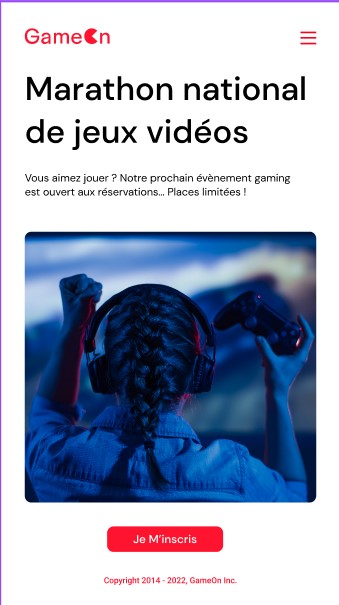 GameOn
Marathon national
de jeux vidéos
Vous aimez jouer ? Notre prochain évènement gaming
est ouvert aux réservations... Places limitées !
Je M'inscris
Copyright 2014 - 2022, GameOn Inc.